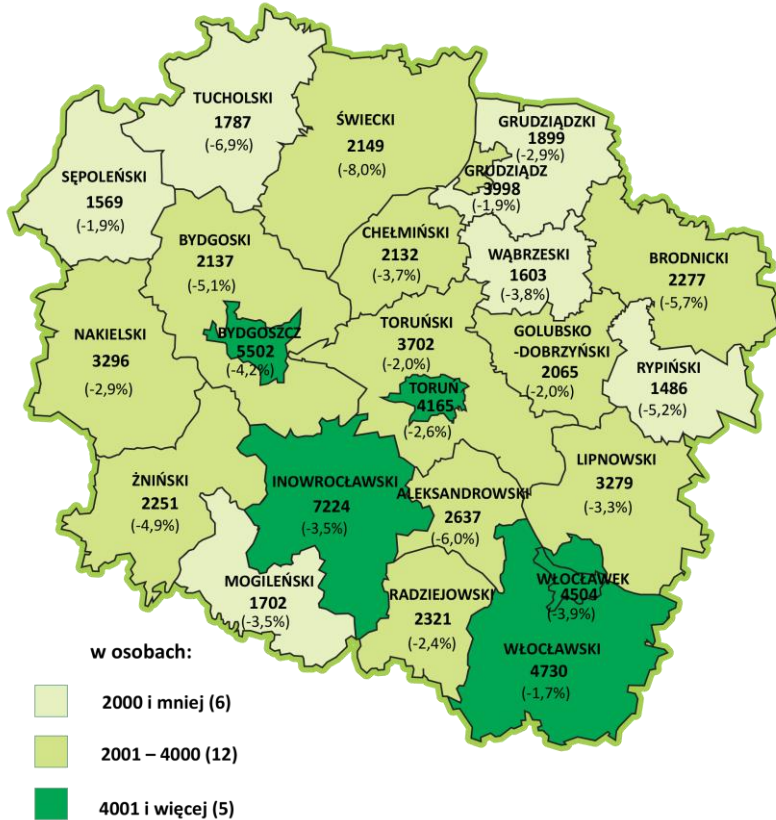 TUCHOLSKI
1787
(-6,9%)
ŚWIECKI
2149
(-8,0%)
GRUDZIĄDZKI
1899
(-2,9%)
GRUDZIĄDZ
3998
(-1,9%)
SĘPOLEŃSKI
1569
(-1,9%)
BYDGOSKI
2137
(-5,1%)
CHEŁMIŃSKI
2132
(-3,7%)
WĄBRZESKI
1603
(-3,8%)
BRODNICKI
2277
(-5,7%)
NAKIELSKI
3296
(-2,9%)
BYDGOSZCZ
5502
(-4,2%)
TORUŃSKI
3702
(-2,0%)
TORUŃ
4165
(-2,6%)
GOLUBSKO
-DOBRZYŃSKI
2065
(-2,0%)
RYPIŃSKI
1486
(-5,2%)
ŻNIŃSKI
2251
(-4,9%)
INOWROCŁAWSKI
7224
(-3,5%)
ALEKSANDROWSKI
2637
(-6,0%)
LIPNOWSKI
3279
(-3,3%)
MOGILEŃSKI
1702
(-3,5%)
RADZIEJOWSKI
2321
(-2,4%)
WŁOCŁAWEK
4504
(-3,9%)
WŁOCŁAWSKI
4730
(-1,7%)
w osobach:
2000 i mniej (6)
2001 – 4000 (12)
4001 i więcej (5)